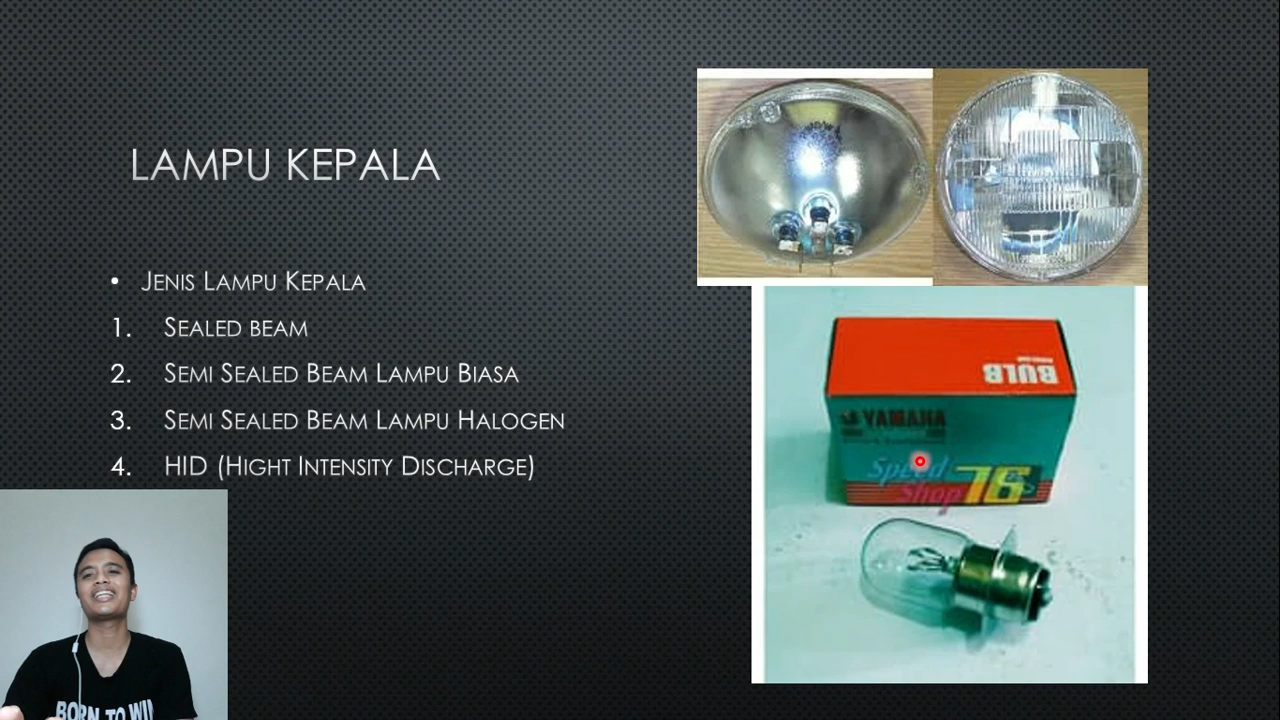 LAMPU KEPALA
• JENIS LAMPU KEPALA
1. SEALED BEAM
2. SEMI SEALED BEAM LAMPU BIASA
3. SEMI SEALED BEAM LAMPU HALOGEN
4. HID (HIGHT INTENSITY DISCHARGE)
BULB
YAMAHA
Speed
Shop 76
BORN TO WI